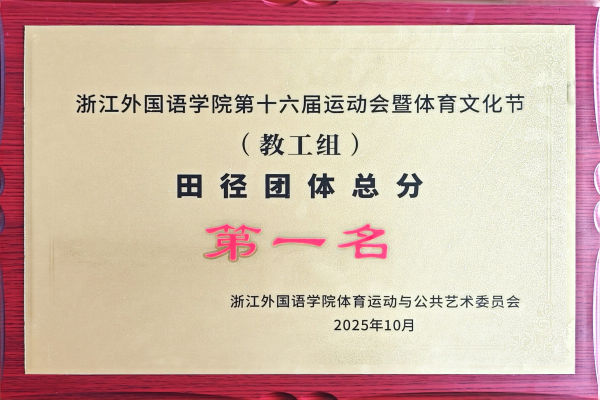 浙江外国语学院第十六届运动会暨体育文化节
（教工组）
田径团体总分
第一名
浙江外国语学院体育运动与公共艺术委员会
2025年10月